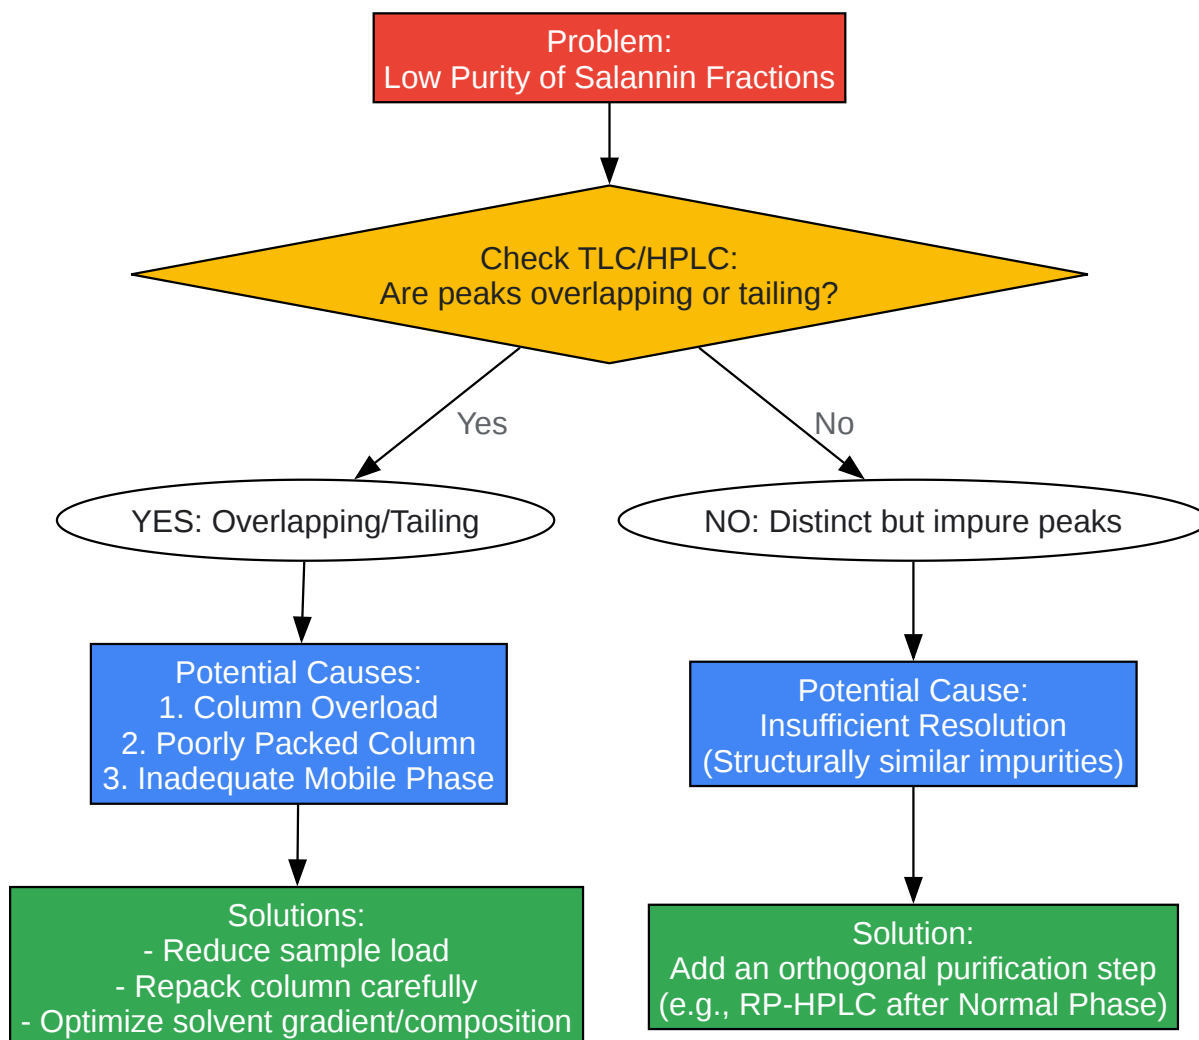 Problem:
Low Purity of Salannin Fractions
Check TLC/HPLC:
Are peaks overlapping or tailing?
Yes
No
YES: Overlapping/Tailing
NO: Distinct but impure peaks
Potential Causes:
1. Column Overload
2. Poorly Packed Column
3. Inadequate Mobile Phase
Potential Cause:
Insufficient Resolution
(Structurally similar impurities)
Solutions:
- Reduce sample load
- Repack column carefully
- Optimize solvent gradient/composition
Solution:
Add an orthogonal purification step
(e.g., RP-HPLC after Normal Phase)